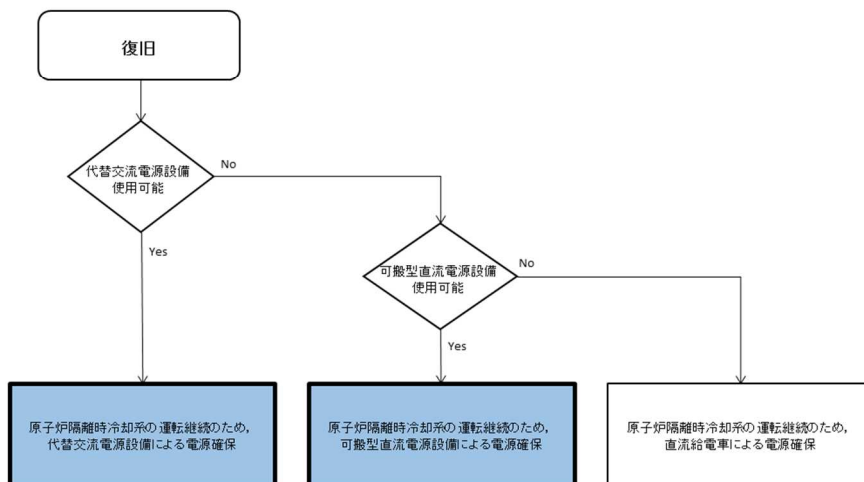 復旧
代替交流電源設備
使用可能
No
Yes
可搬型直流電源設備
使用可能
No
Yes
原子炉隔離時冷却系の運転継続のため,
代替交流電源設備による電源確保
原子炉隔離時冷却系の運転継続のため,
可搬型直流電源設備による電源確保
原子炉隔離時冷却系の運転継続のため,
直流給電車による電源確保